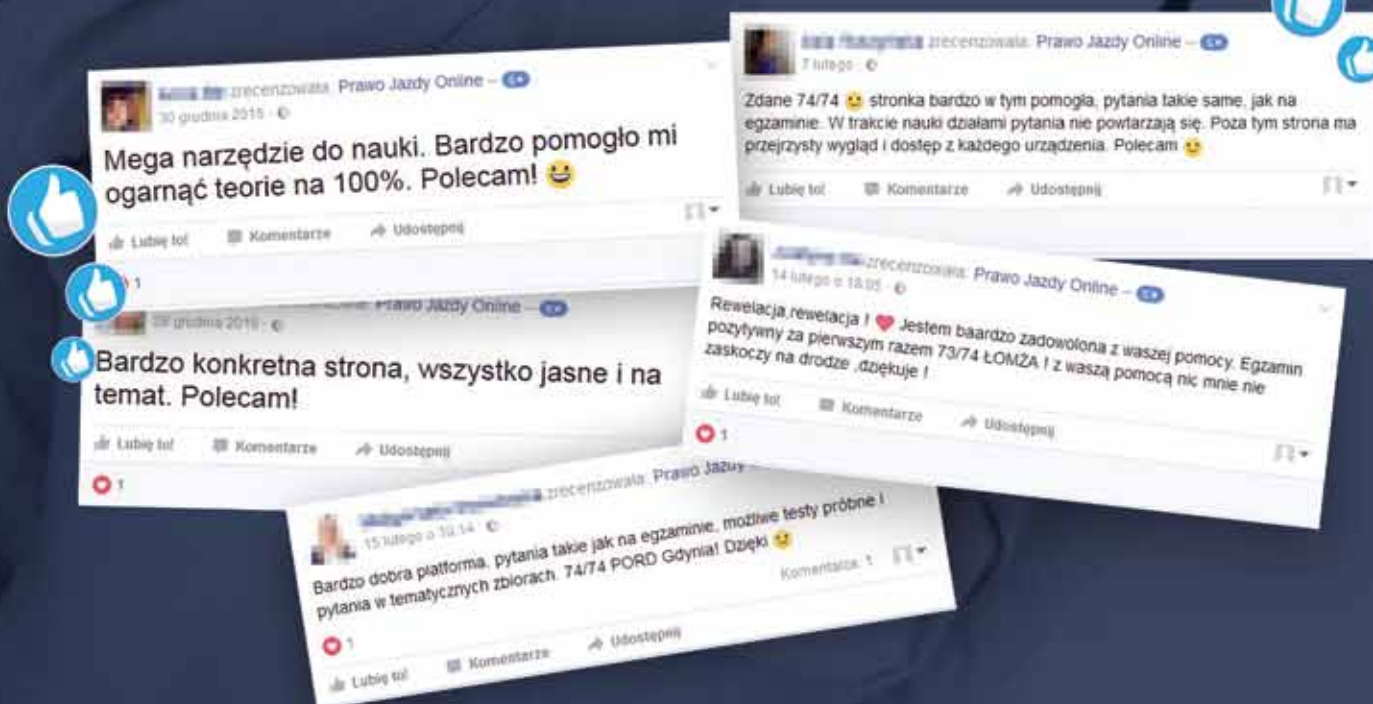 zrecenzowała: Prawo Jazdy Online – 5★
30 grudnia 2015
Mega narzędzie do nauki. Bardzo pomogło mi
ogarnąć teorie na 100%. Polecam!
Lubię to! Komentarze Udostępnij
1
zrecenzowała: Prawo Jazdy Online – 5★
7 lutego
Zdane 74/74 stronka bardzo w tym pomogła, pytania takie same, jak na
egzaminie. W trakcie nauki działami pytania nie powtarzają się. Poza tym strona ma
przejrzysty wygląd i dostęp z każdego urządzenia. Polecam
Lubię to! Komentarze Udostępnij
Prawo Jazdy Online – 5★
grudnia
Bardzo konkretna strona, wszystko jasne i na
temat. Polecam!
Lubię to! Komentarze Udostępnij
1
zrecenzowała: Prawo Jazdy Online – 5★
14 lutego o 18:05
Rewelacja,rewelacja ! Jestem baardzo zadowolona z waszej pomocy. Egzamin
pozytywny za pierwszym razem 73/74 ŁOMŻA ! z waszą pomocą nic mnie nie
zaskoczy na drodze ,dziękuje !
Lubię to! Komentarze Udostępnij
1
zrecenzowała: Prawo Jazdy
15 lutego o
Bardzo dobra platforma, pytania takie jak na egzaminie, możliwe testy próbne i
pytania w tematycznych zbiorach. 74/74 PORD Gdynia! Dzięki
Komentarze: 1
1
Lubię to! Komentarze Udostępnij